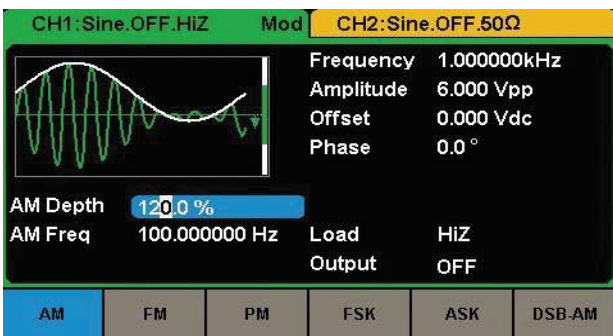 CH1:Sine.OFF.HiZ Mod CH2:Sine.OFF.50Ω
Frequency 1.000000kHz
Amplitude 6.000 Vpp
Offset 0.000 Vdc
Phase 0.0 °
AM Depth 120.0 %
AM Freq 100.000000 Hz Load HiZ
Output OFF
AM FM PM FSK ASK DSB-AM